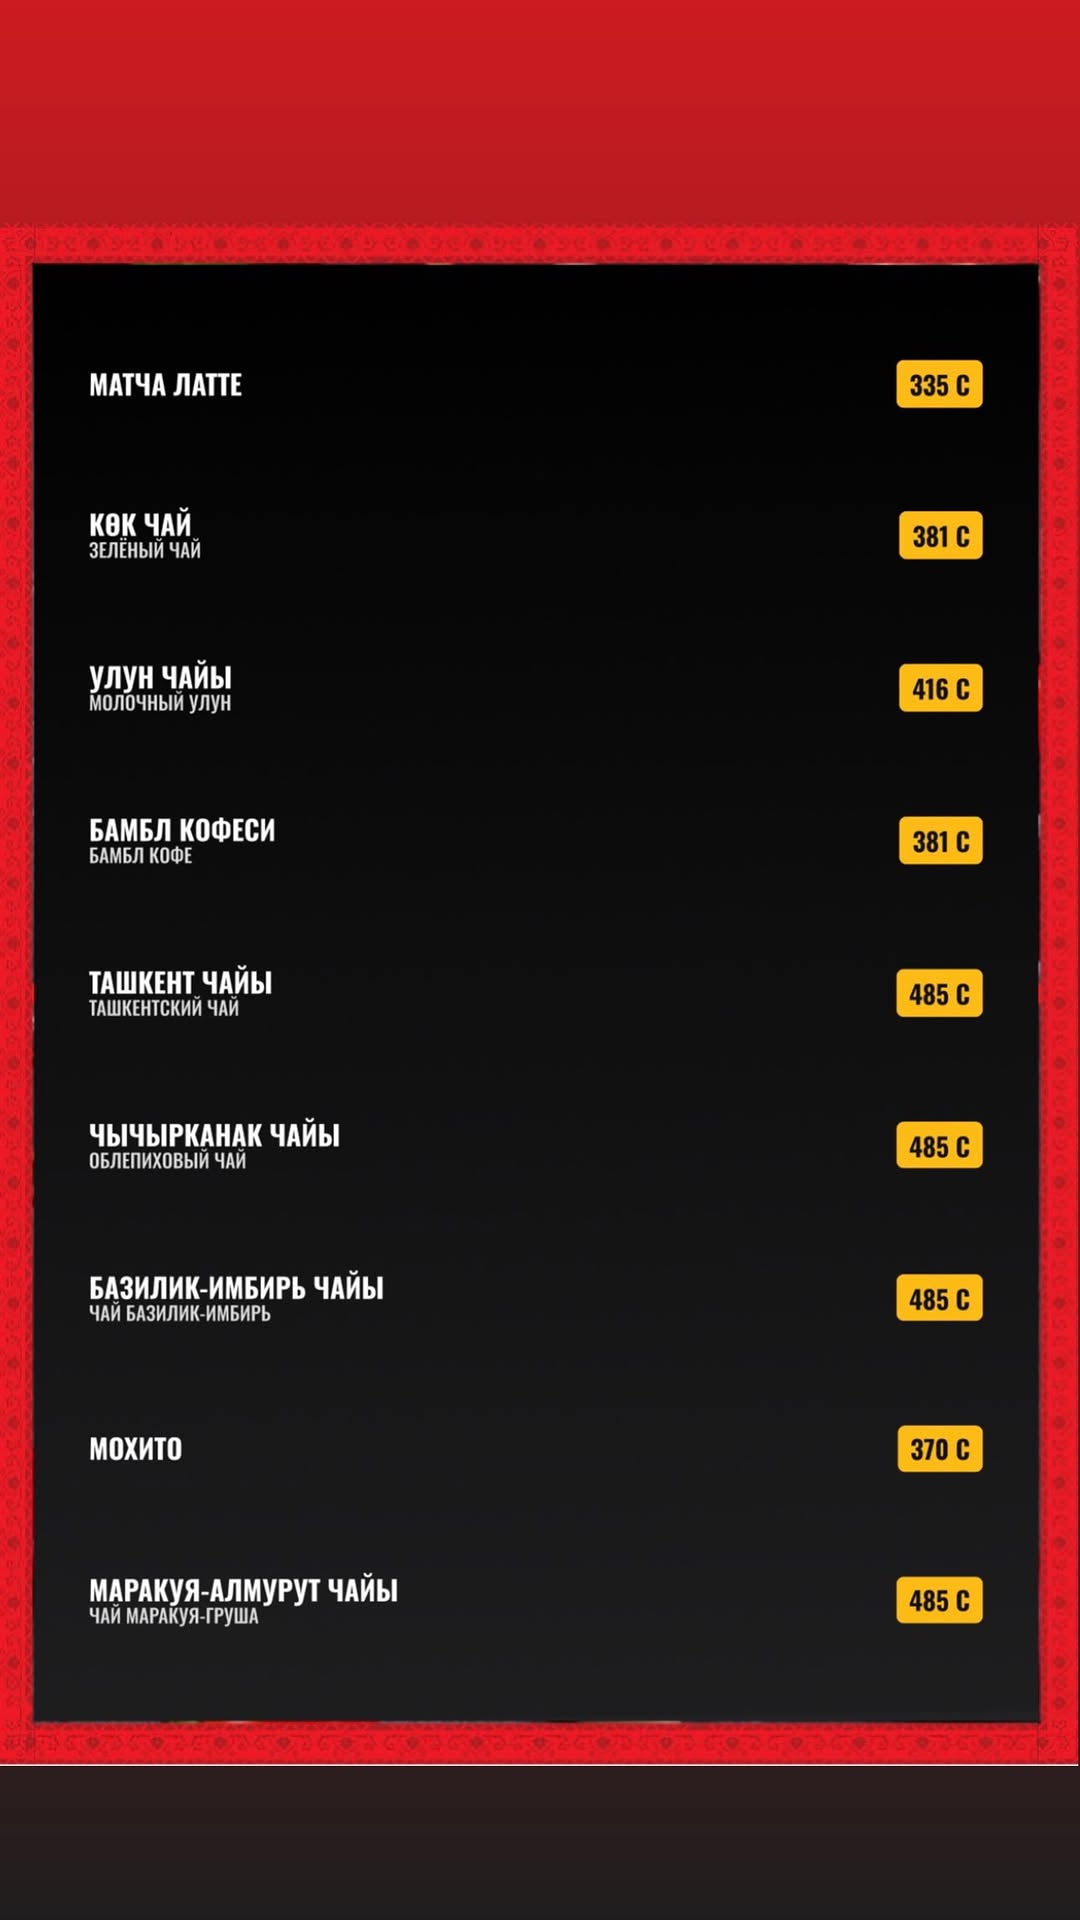 МАТЧА ЛАТТЕ
335 С
КӨК ЧАЙ
381 С
ЗЕЛЁНЫЙ ЧАЙ
УЛУН ЧАЙЫ
416 С
МОЛОЧНЫЙ УЛУН
БАМБЛ КОФЕСИ
381 С
БАМБЛ КОФЕ
ТАШКЕНТ ЧАЙЫ
485 С
ТАШКЕНТСКИЙ ЧАЙ
ЧЫЧЫРКАНАК ЧАЙЫ
485 С
ОБЛЕПИХОВЫЙ ЧАЙ
БАЗИЛИК-ИМБИРЬ ЧАЙЫ
485 С
ЧАЙ БАЗИЛИК-ИМБИРЬ
МОХИТО
370 С
МАРАКУЯ-АЛМУРУТ ЧАЙЫ
485 С
ЧАЙ МАРАКУЯ-ГРУША